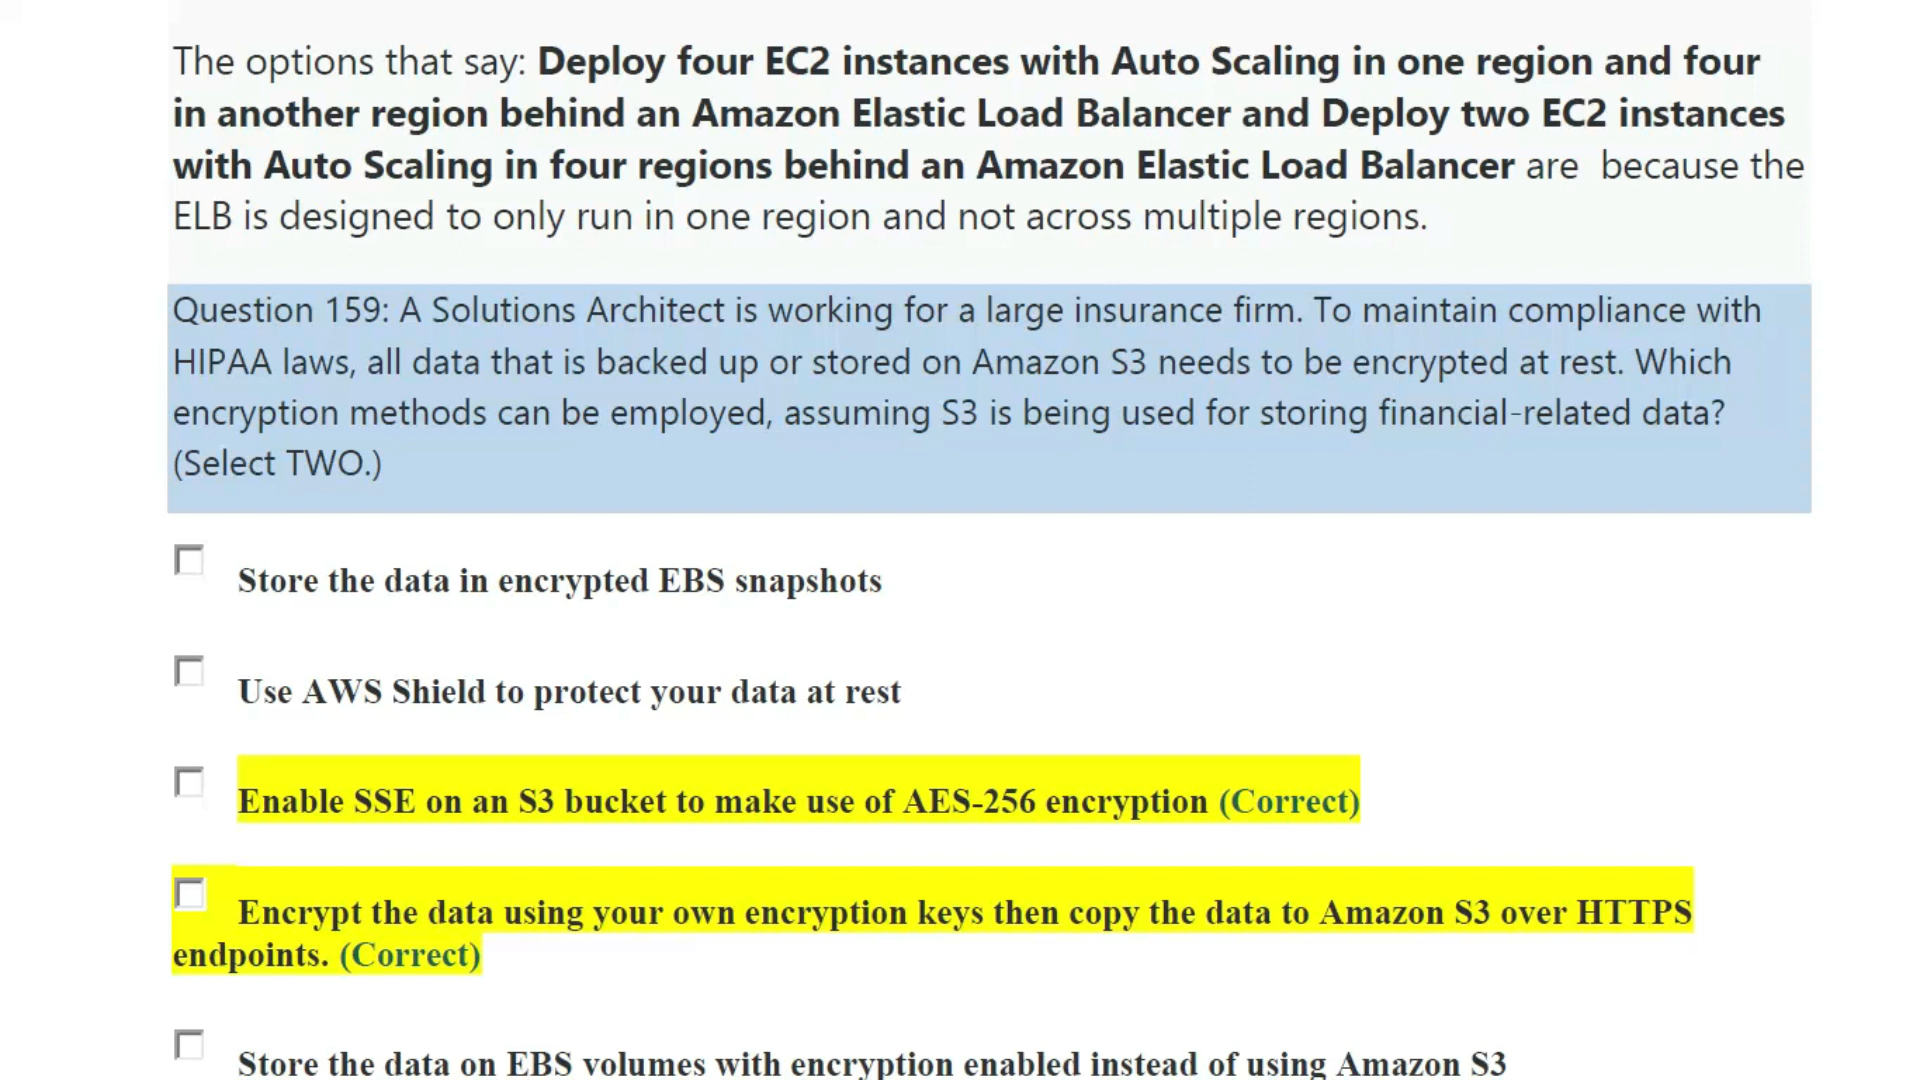 The options that say: Deploy four EC2 instances with Auto Scaling in one region and four
in another region behind an Amazon Elastic Load Balancer and Deploy two EC2 instances
with Auto Scaling in four regions behind an Amazon Elastic Load Balancer are because the
ELB is designed to only run in one region and not across multiple regions.
Question 159: A Solutions Architect is working for a large insurance firm. To maintain compliance with
HIPAA laws, all data that is backed up or stored on Amazon S3 needs to be encrypted at rest. Which
encryption methods can be employed, assuming S3 is being used for storing financial-related data?
(Select TWO.)
Store the data in encrypted EBS snapshots
Use AWS Shield to protect your data at rest
Enable SSE on an S3 bucket to make use of AES-256 encryption (Correct)
Encrypt the data using your own encryption keys then copy the data to Amazon S3 over HTTPS
endpoints. (Correct)
Store the data on EBS volumes with encryption enabled instead of using Amazon S3